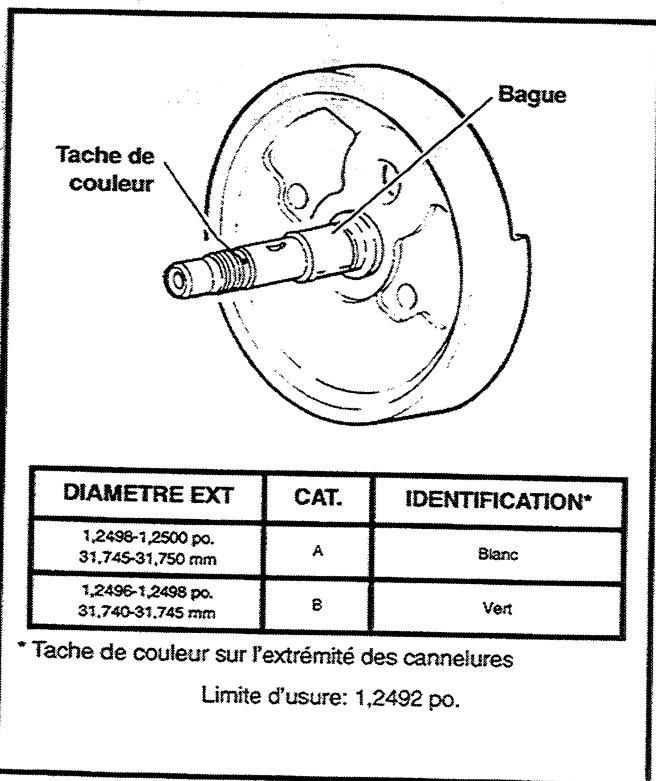 Bague
Tache de
couleur
DIAMETRE EXT CAT. IDENTIFICATION*
1,2498-1,2500 po.
31,745-31,750 mm A Blanc
1,2496-1,2498 po.
31,740-31,745 mm B Vert
* Tache de couleur sur l'extrémité des cannelures
Limite d'usure: 1,2492 po.